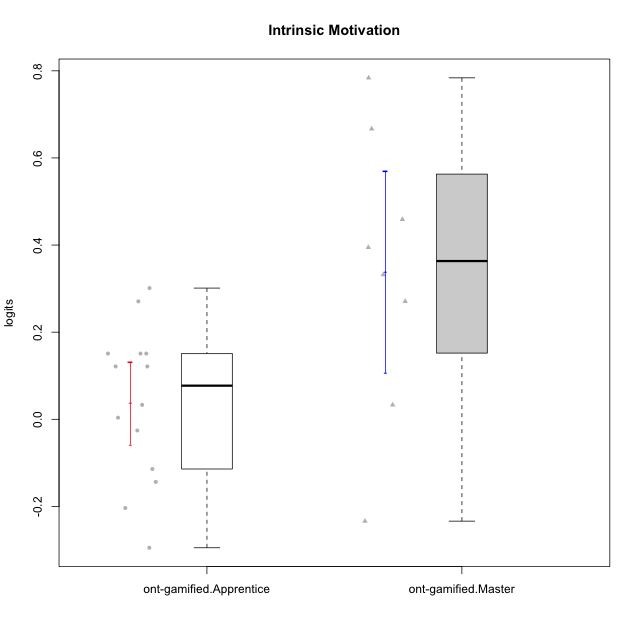 Intrinsic Motivation
logits
0.8
0.6
0.4
0.2
0.0
-0.2
ont-gamified.Apprentice
ont-gamified.Master